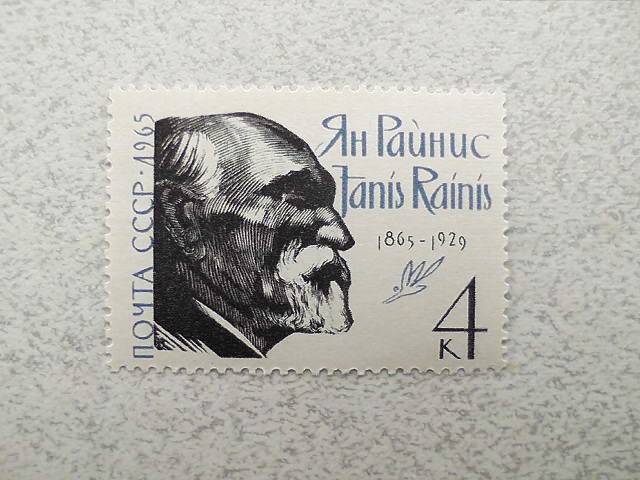 ПОЧТА СССР·1965
Ян Райнис
Janis Rainis
1865-1929
4
К